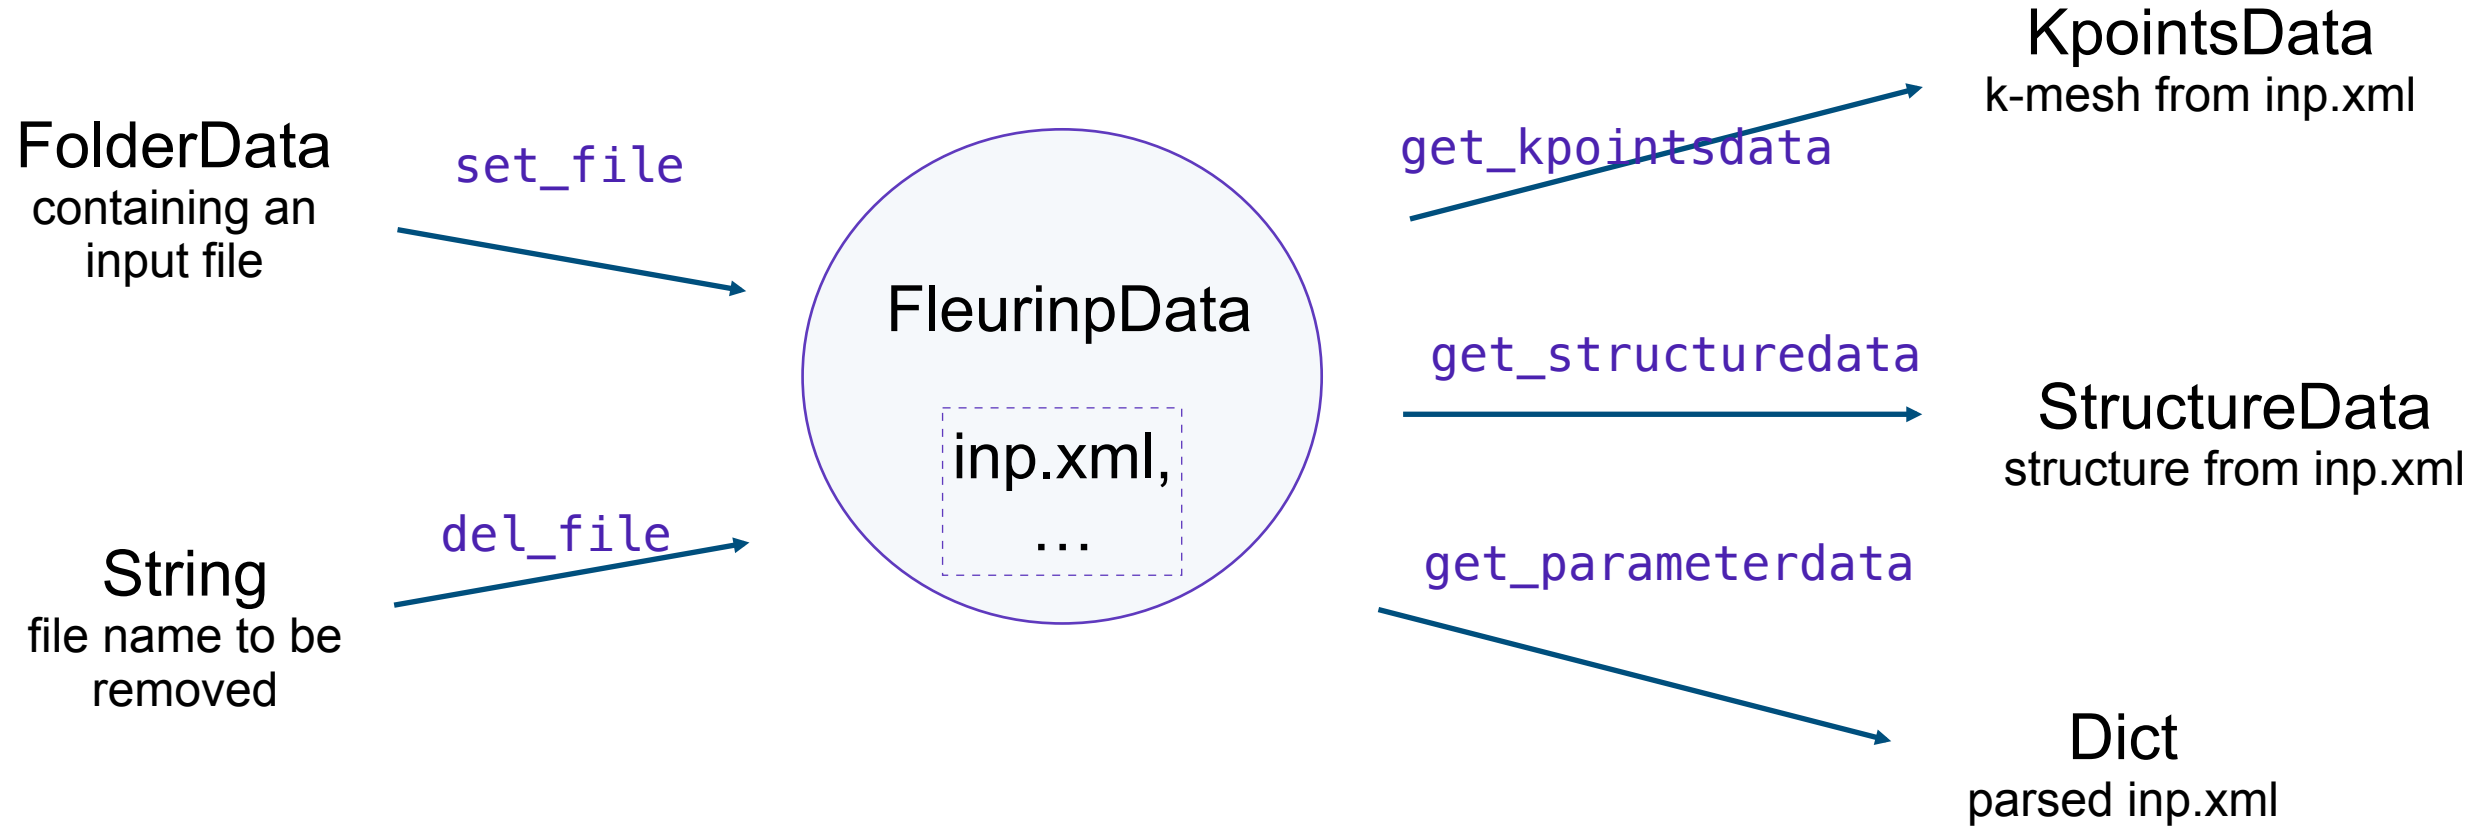 FolderData
containing an
input file
set_file
String
file name to be
removed
del_file
FleurinpData
inp.xml,
...
get_kpointsdata
KpointsData
k-mesh from inp.xml
get_structuredata
StructureData
structure from inp.xml
get_parameterdata
Dict
parsed inp.xml